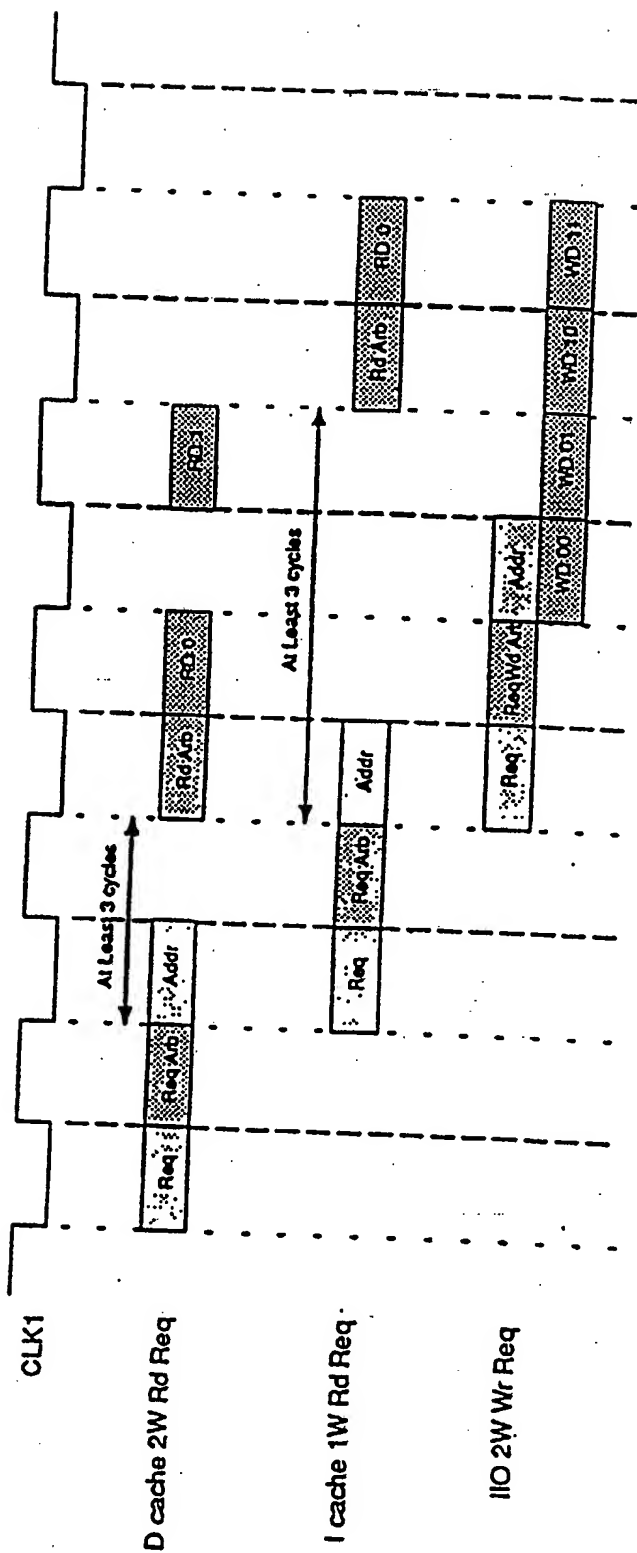 CLK1
D cache 2W Rd Req
Req
Req Arb
Addr
At Least 3 cycles
Rd Arb
RD 0
RD 1
I cache 1W Rd Req
Req
Req Arb
Addr
At Least 3 cycles
Rd Arb
RD 0
IIO 2W Wr Req
Req
Req Wd Arb
Addr
WD 00
WD 01
WD 10
WD 11